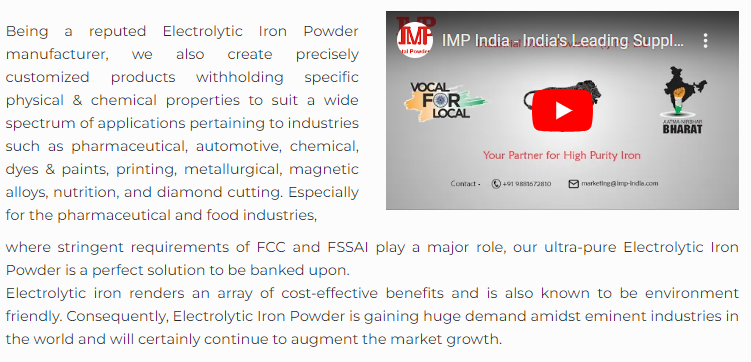 Being a reputed Electrolytic Iron Powder
manufacturer, we also create precisely
customized products withholding specific
physical & chemical properties to suit a wide
spectrum of applications pertaining to industries
such as pharmaceutical, automotive, chemical,
dyes & paints, printing, metallurgical, magnetic
alloys, nutrition, and diamond cutting. Especially
for the pharmaceutical and food industries,
IMP
IMP
tal Powder
IMP India - India's Leading Suppl...
VOCAL
FOR
LOCAL
AATMA-NIRBHAR
BHARAT
Your Partner for High Purity Iron
Contact - +91 9881672810 marketing@imp-india.com
where stringent requirements of FCC and FSSAI play a major role, our ultra-pure Electrolytic Iron
Powder is a perfect solution to be banked upon.
Electrolytic iron renders an array of cost-effective benefits and is also known to be environment
friendly. Consequently, Electrolytic Iron Powder is gaining huge demand amidst eminent industries in
the world and will certainly continue to augment the market growth.